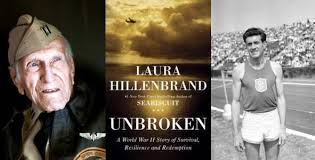 LAURA
HILLENBRAND
SEABISCUIT
UNBROKEN
A World War II Story of Survival,
Resilience and Redemption